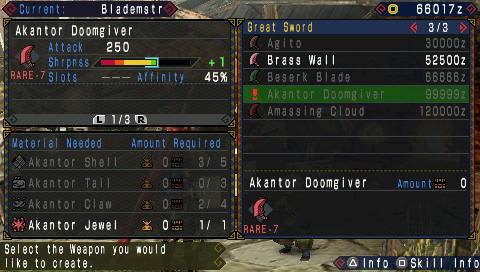 Current: Blademstr
66017z
Akantor Doomgiver
Attack 250
Shrpnss +1
RARE-7 Slots --- Affinity 45%
L 1/3 R
Material Needed Amount Required
Akantor Shell 0 3/ 5
Akantor Tail 0 0/ 3
Akantor Claw 0 2/ 4
Akantor Jewel 0 1/ 1
Select the Weapon you would
like to create.
Great Sword 3/3
Agito 30000z
Brass Wall 52500z
Beserk Blade 66666z
Akantor Doomgiver 99999z
Amassing Cloud 120000z
Akantor Doomgiver Amount 0
RARE-7
Info Skill Info